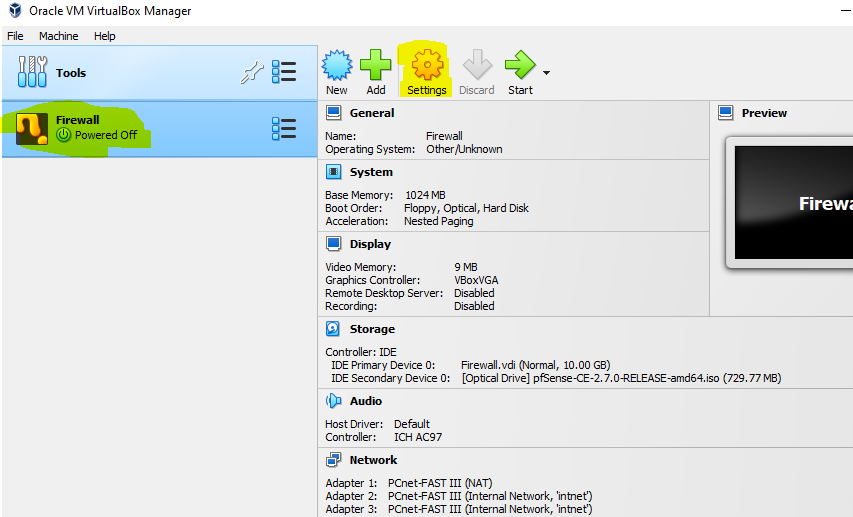 Oracle VM VirtualBox Manager
File Machine Help
Tools
New Add Settings Discard Start
Firewall
Powered Off
General
Name: Firewall
Operating System: Other/Unknown
System
Base Memory: 1024 MB
Boot Order: Floppy, Optical, Hard Disk
Acceleration: Nested Paging
Display
Video Memory: 9 MB
Graphics Controller: VBoxVGA
Remote Desktop Server: Disabled
Recording: Disabled
Preview
Firewa
Storage
Controller: IDE
IDE Primary Device 0: Firewall.vdi (Normal, 10.00 GB)
IDE Secondary Device 0: [Optical Drive] pfSense-CE-2.7.0-RELEASE-amd64.iso (729.77 MB)
Audio
Host Driver: Default
Controller: ICH AC97
Network
Adapter 1: PCnet-FAST III (NAT)
Adapter 2: PCnet-FAST III (Internal Network, 'intnet')
Adapter 3: PCnet-FAST III (Internal Network, 'intnet')